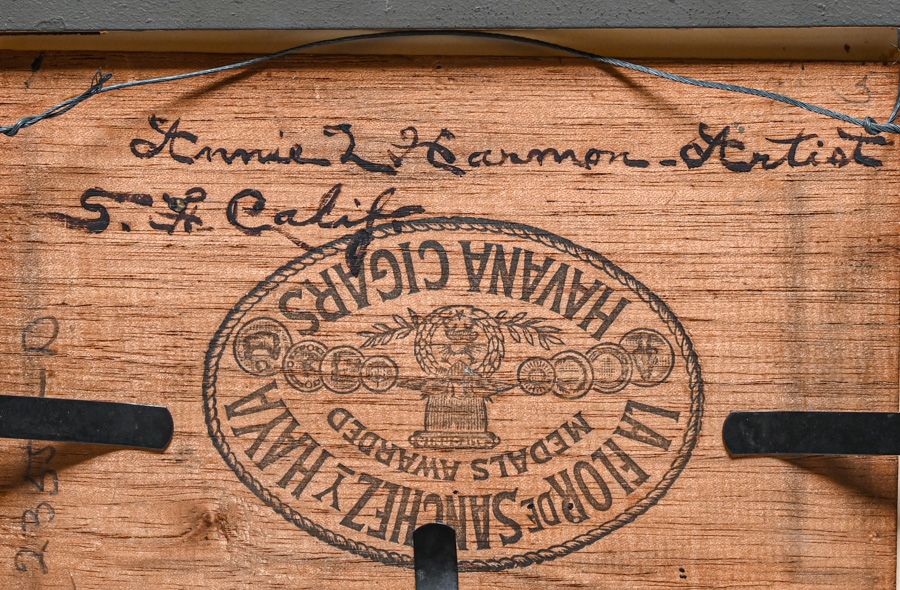 Annie L Harmon - Artist
S. F. Calif.
HAVANA CIGARS
LA FLOR DE SANCHEZ Y HAYA
MEDALS AWARDED